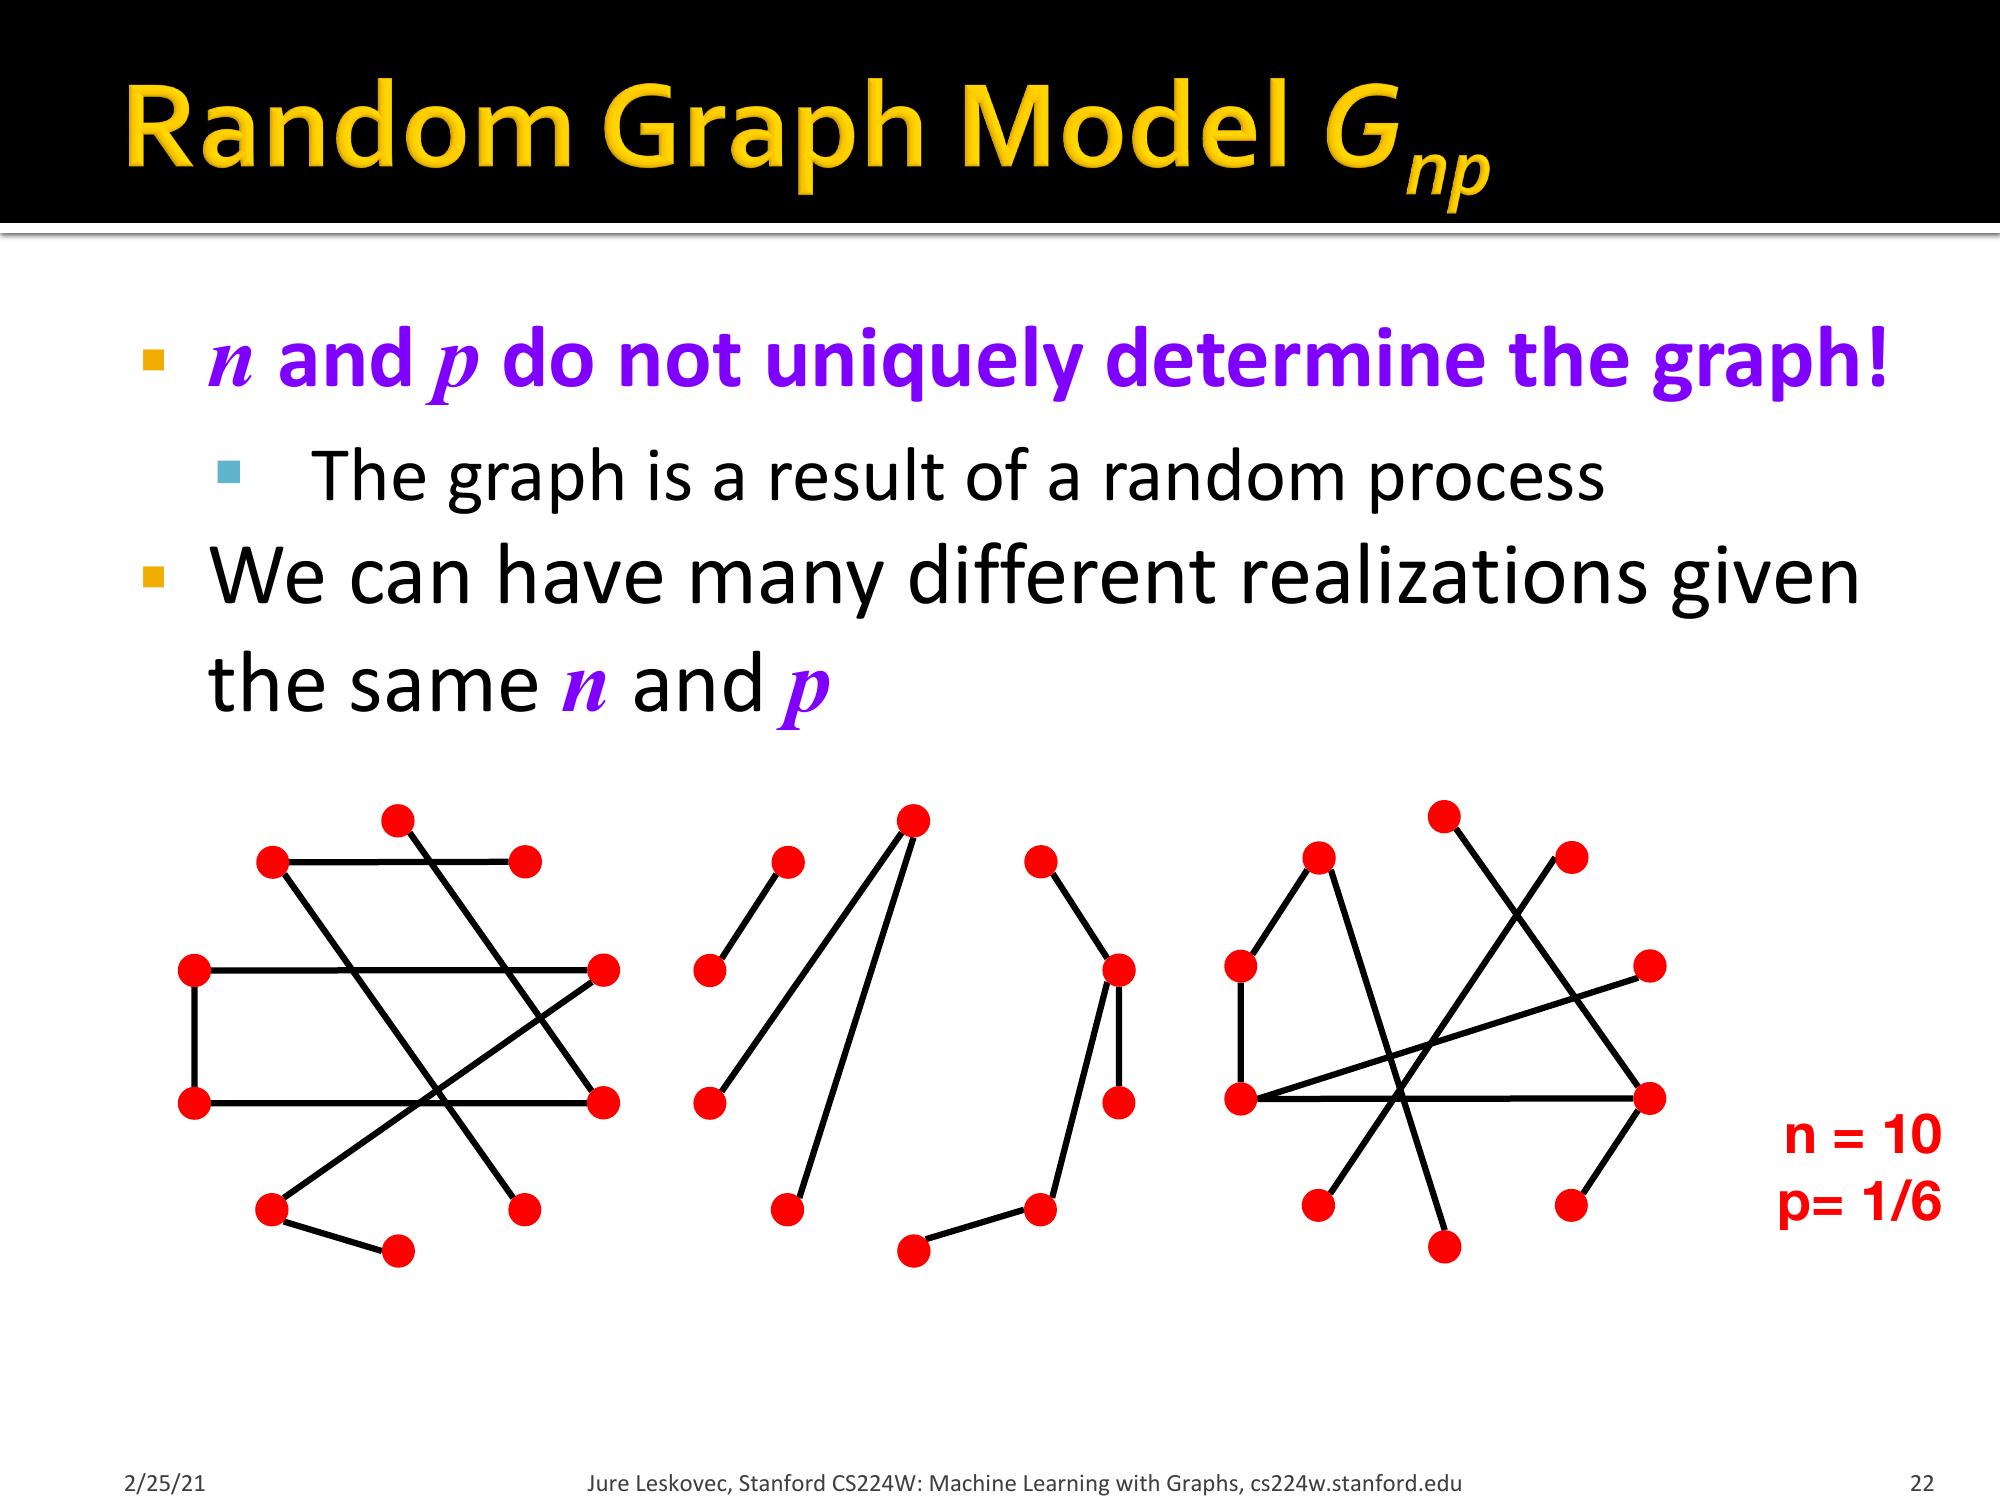 Random Graph Model Gnp
n and p do not uniquely determine the graph!
The graph is a result of a random process
We can have many different realizations given
the same n and p
n = 10
p= 1/6
2/25/21
Jure Leskovec, Stanford CS224W: Machine Learning with Graphs, cs224w.stanford.edu
22